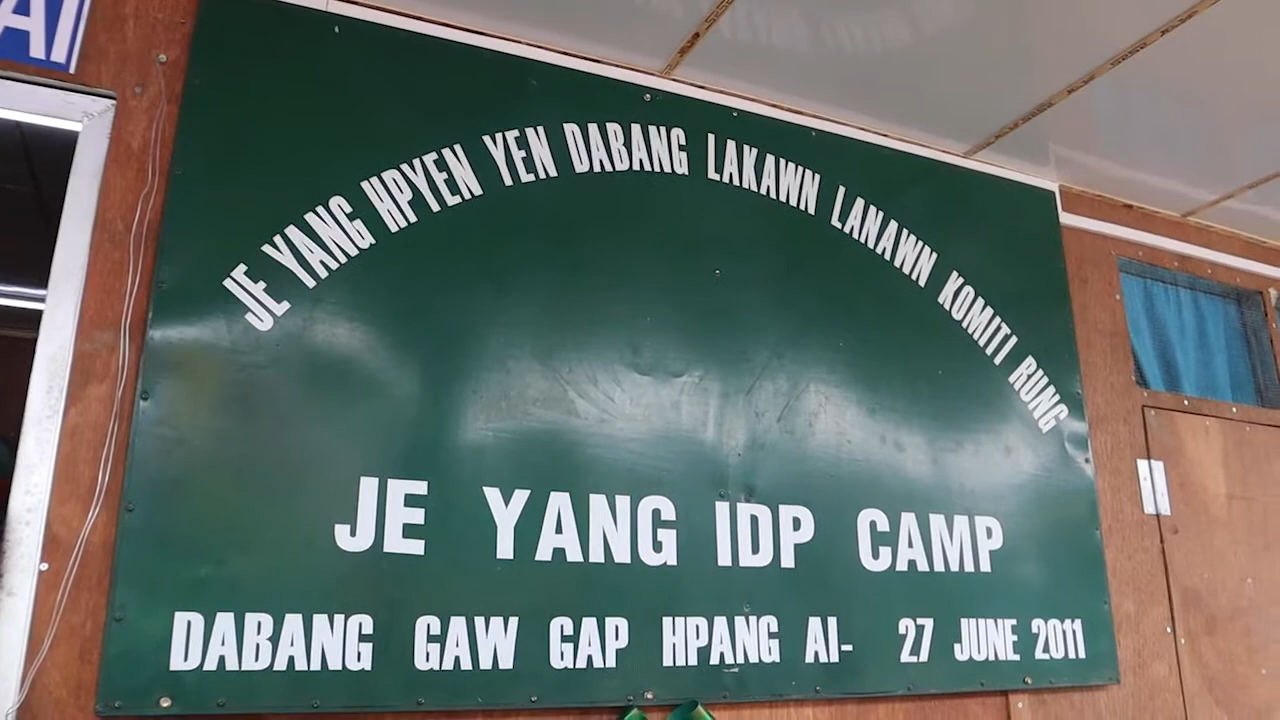 JE YANG HPYEN YEN DABANG LAKAWN LANAWN KOMITI RUNG
JE YANG IDP CAMP
DABANG GAW GAP HPANG AI- 27 JUNE 2011